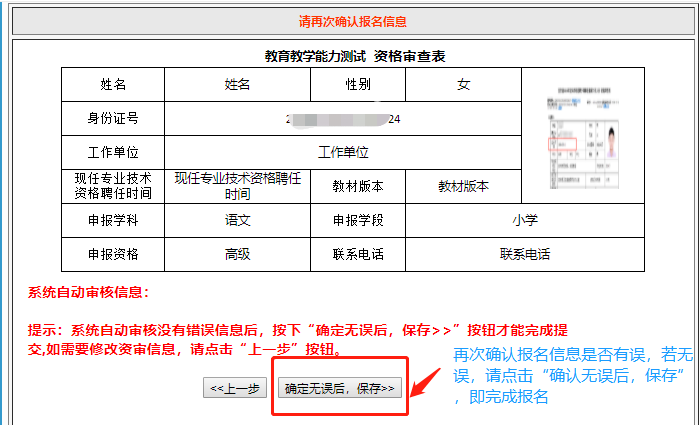 请再次确认报名信息
教育教学能力测试 资格审查表
姓名 姓名 性别 女
身份证号 2 24
工作单位 工作单位
现任专业技术
资格聘任时间 现任专业技术资格聘任
时间 教材版本 教材版本
申报学科 语文 申报学段 小学
申报资格 高级 联系电话 联系电话
系统自动审核信息：
提示：系统自动审核没有错误信息后，按下“确定无误后，保存>>”按钮才能完成提
交,如需要修改资审信息，请点击“上一步”按钮。
<<上一步 确定无误后，保存>>
再次确认报名信息是否有误，若无
误，请点击“确认无误后，保存”
，即完成报名